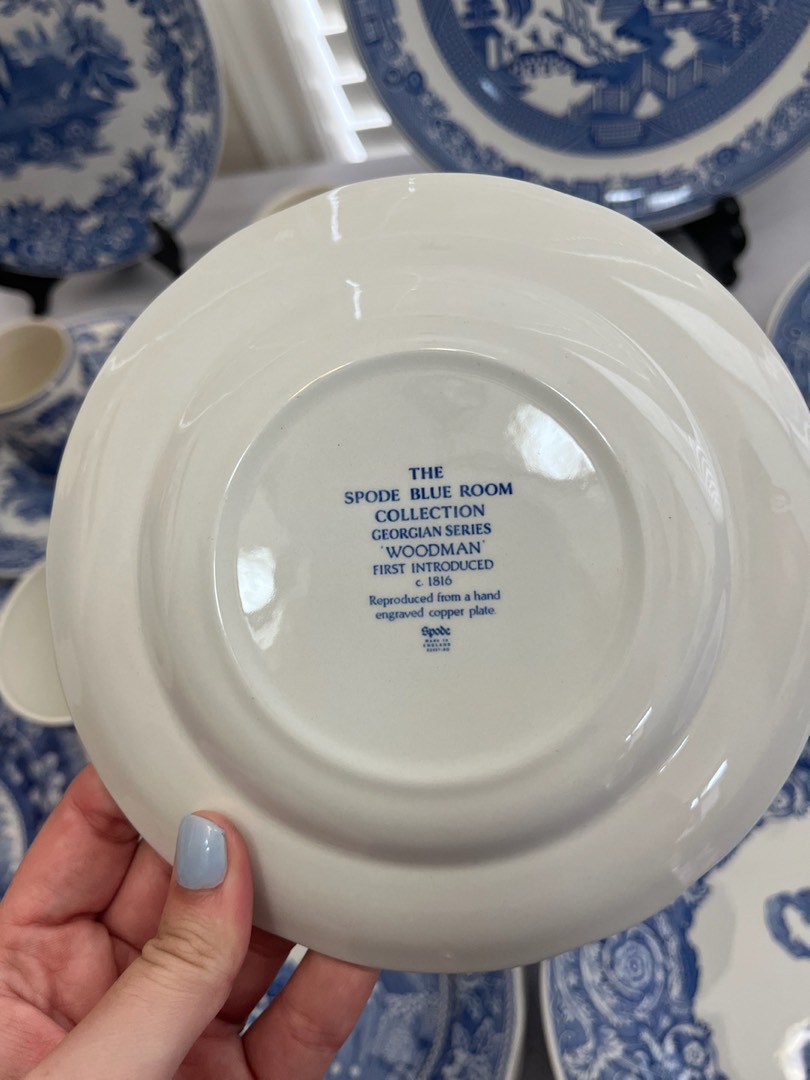 THE
SPODE BLUE ROOM
COLLECTION
GEORGIAN SERIES
'WOODMAN'
FIRST INTRODUCED
c. 1816
Reproduced from a hand
engraved copper plate.
Spode
MADE IN
ENGLAND